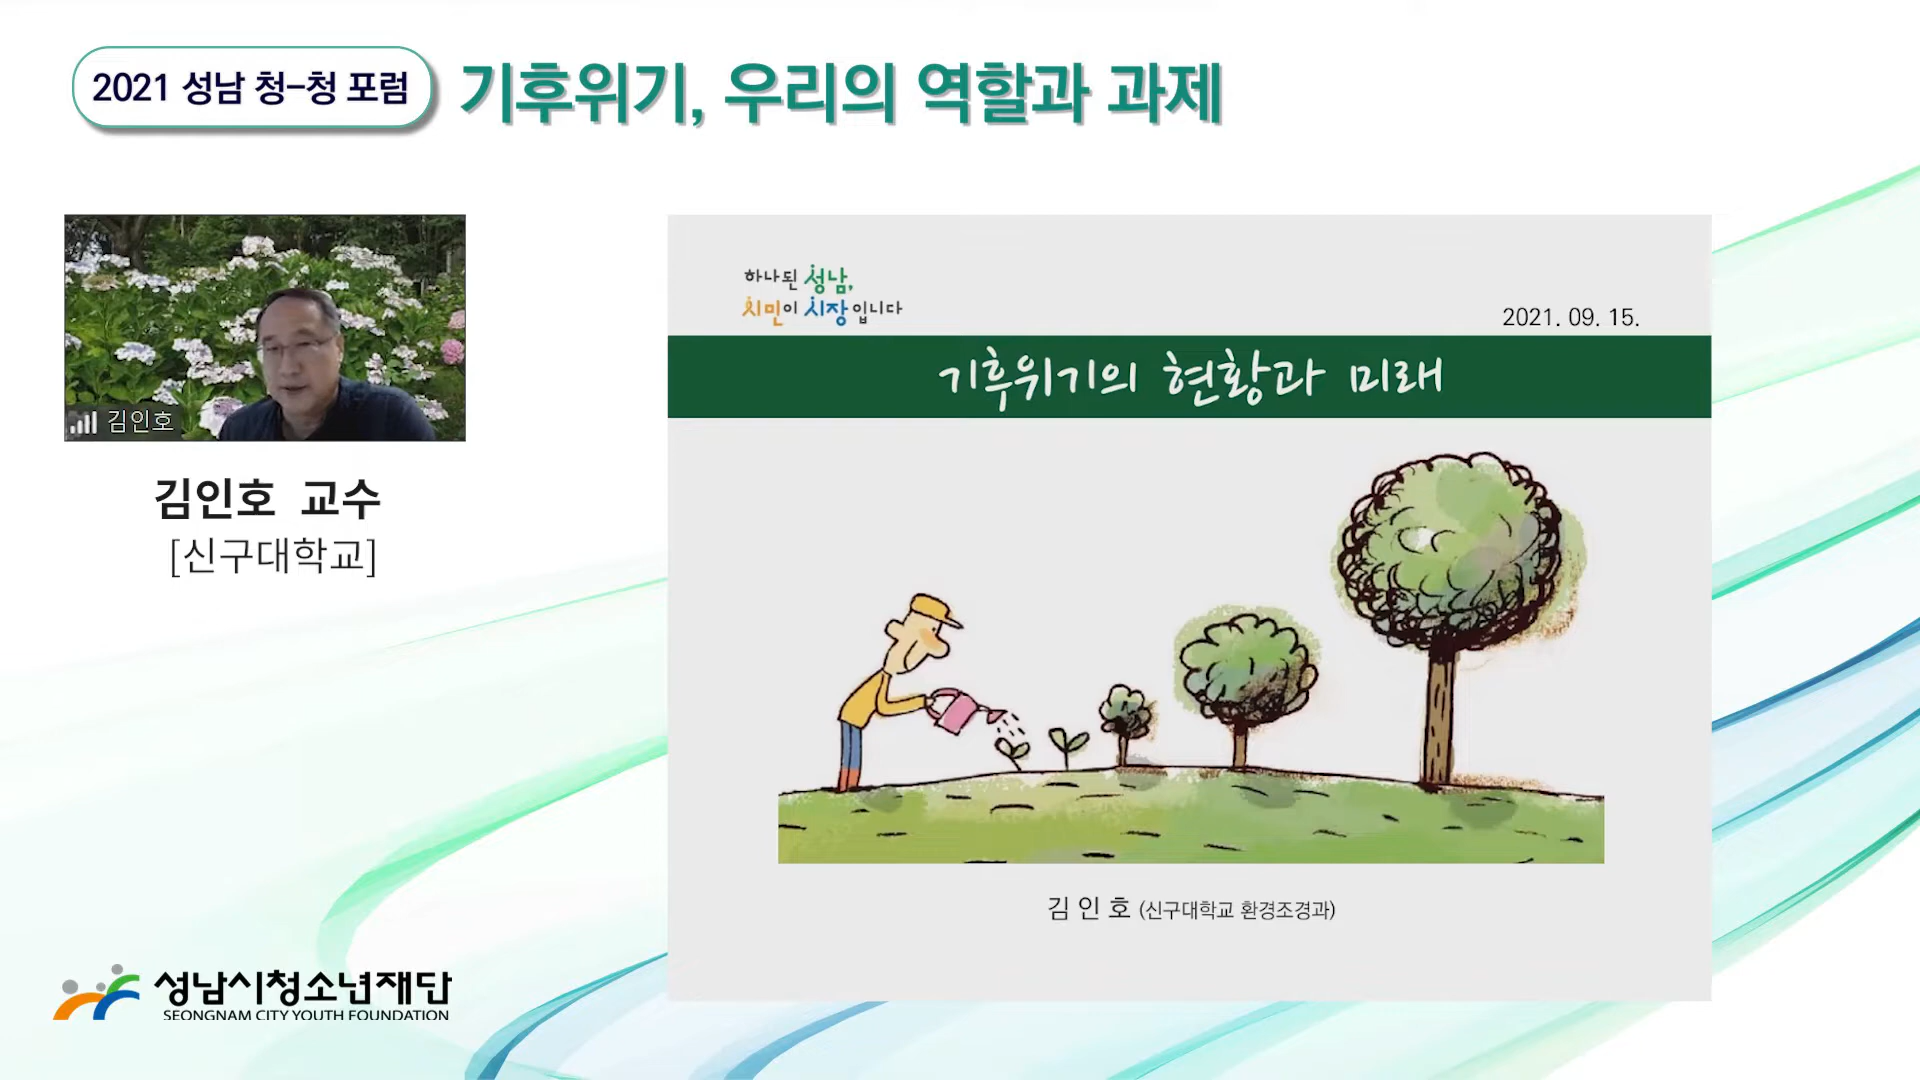 2021 성남 청-청 포럼
기후위기, 우리의 역할과 과제
김인호
김인호 교수
[신구대학교]
하나된 성남,
시민이 시장입니다
2021. 09. 15.
기후위기의 현황과 미래
김 인 호 (신구대학교 환경조경과)
성남시청소년재단
SEONGNAM CITY YOUTH FOUNDATION